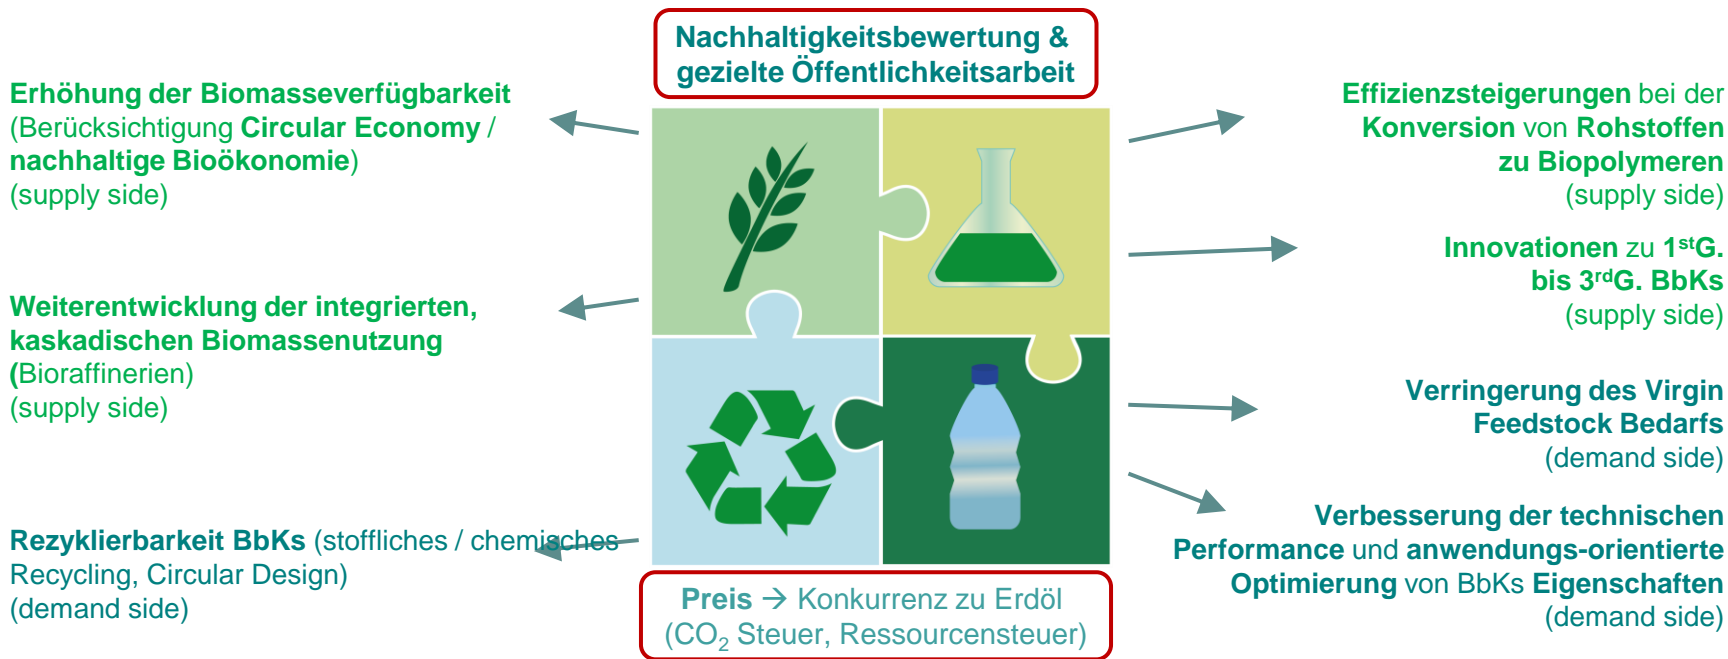 Nachhaltigkeitsbewertung &
gezielte Öffentlichkeitsarbeit
Erhöhung der Biomasseverfügbarkeit
(Berücksichtigung Circular Economy /
nachhaltige Bioökonomie)
(supply side)
Weiterentwicklung der integrierten,
kaskadischen Biomassenutzung
(Bioraffinerien)
(supply side)
Rezyklierbarkeit BbKs (stoffliches / chemisches
Recycling, Circular Design)
(demand side)
Effizienzsteigerungen bei der
Konversion von Rohstoffen
zu Biopolymeren
(supply side)
Innovationen zu 1stG.
bis 3rdG. BbKs
(supply side)
Verringerung des Virgin
Feedstock Bedarfs
(demand side)
Verbesserung der technischen
Performance und anwendungs-orientierte
Optimierung von BbKs Eigenschaften
(demand side)
Preis → Konkurrenz zu Erdöl
(CO2 Steuer, Ressourcensteuer)